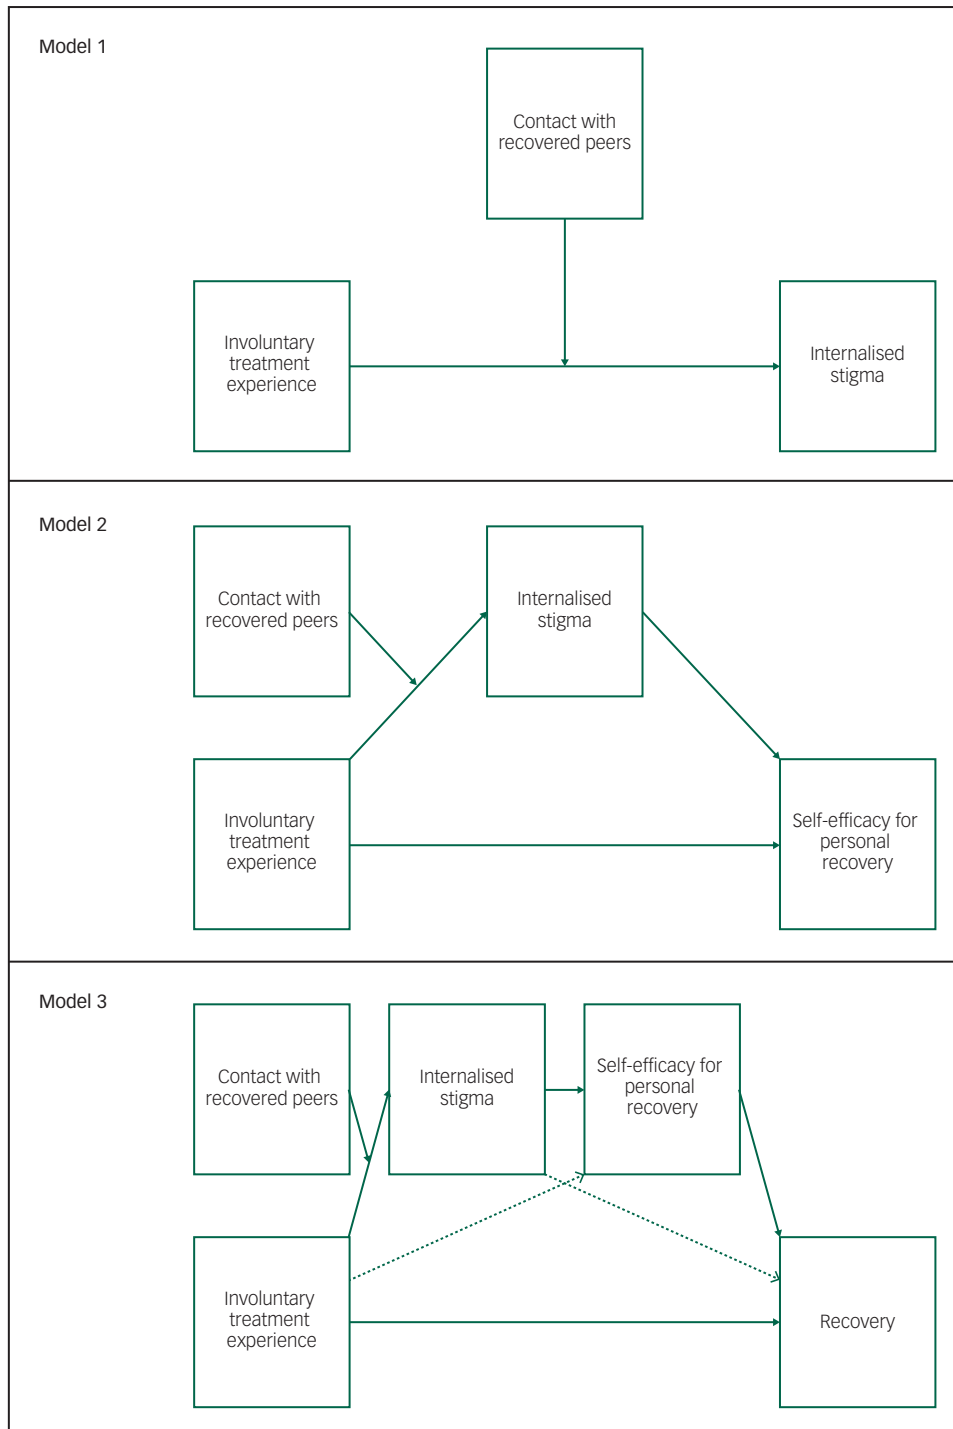 Model 1
Contact with
recovered peers
Involuntary
treatment
experience
Internalised
stigma
Model 2
Contact with
recovered peers
Internalised
stigma
Involuntary
treatment
experience
Self-efficacy for
personal
recovery
Model 3
Contact with
recovered peers
Internalised
stigma
Self-efficacy for
personal
recovery
Involuntary
treatment
experience
Recovery